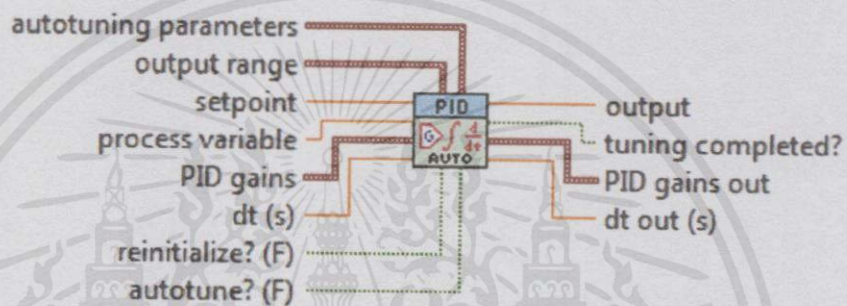 autotuning parameters
output range
setpoint
process variable
PID gains
dt (s)
reinitialize? (F)
autotune? (F)
PID
G ∫ d/dt
AUTO
output
tuning completed?
PID gains out
dt out (s)